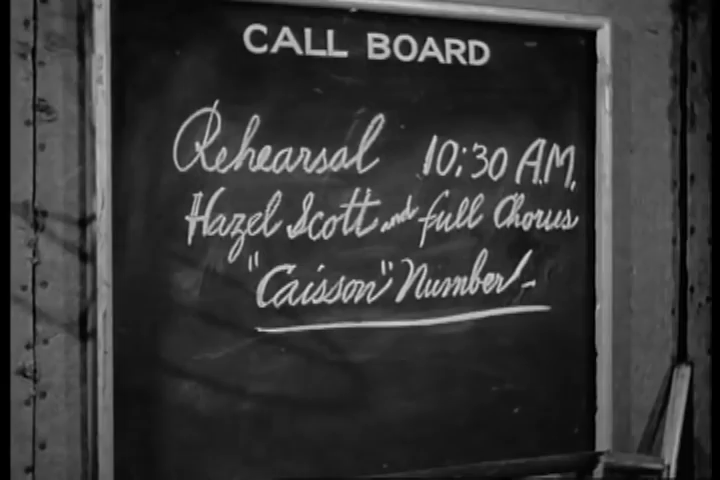 CALL BOARD
Rehearsal 10:30 A.M.
Hazel Scott and full Chorus
"Caisson" Number -